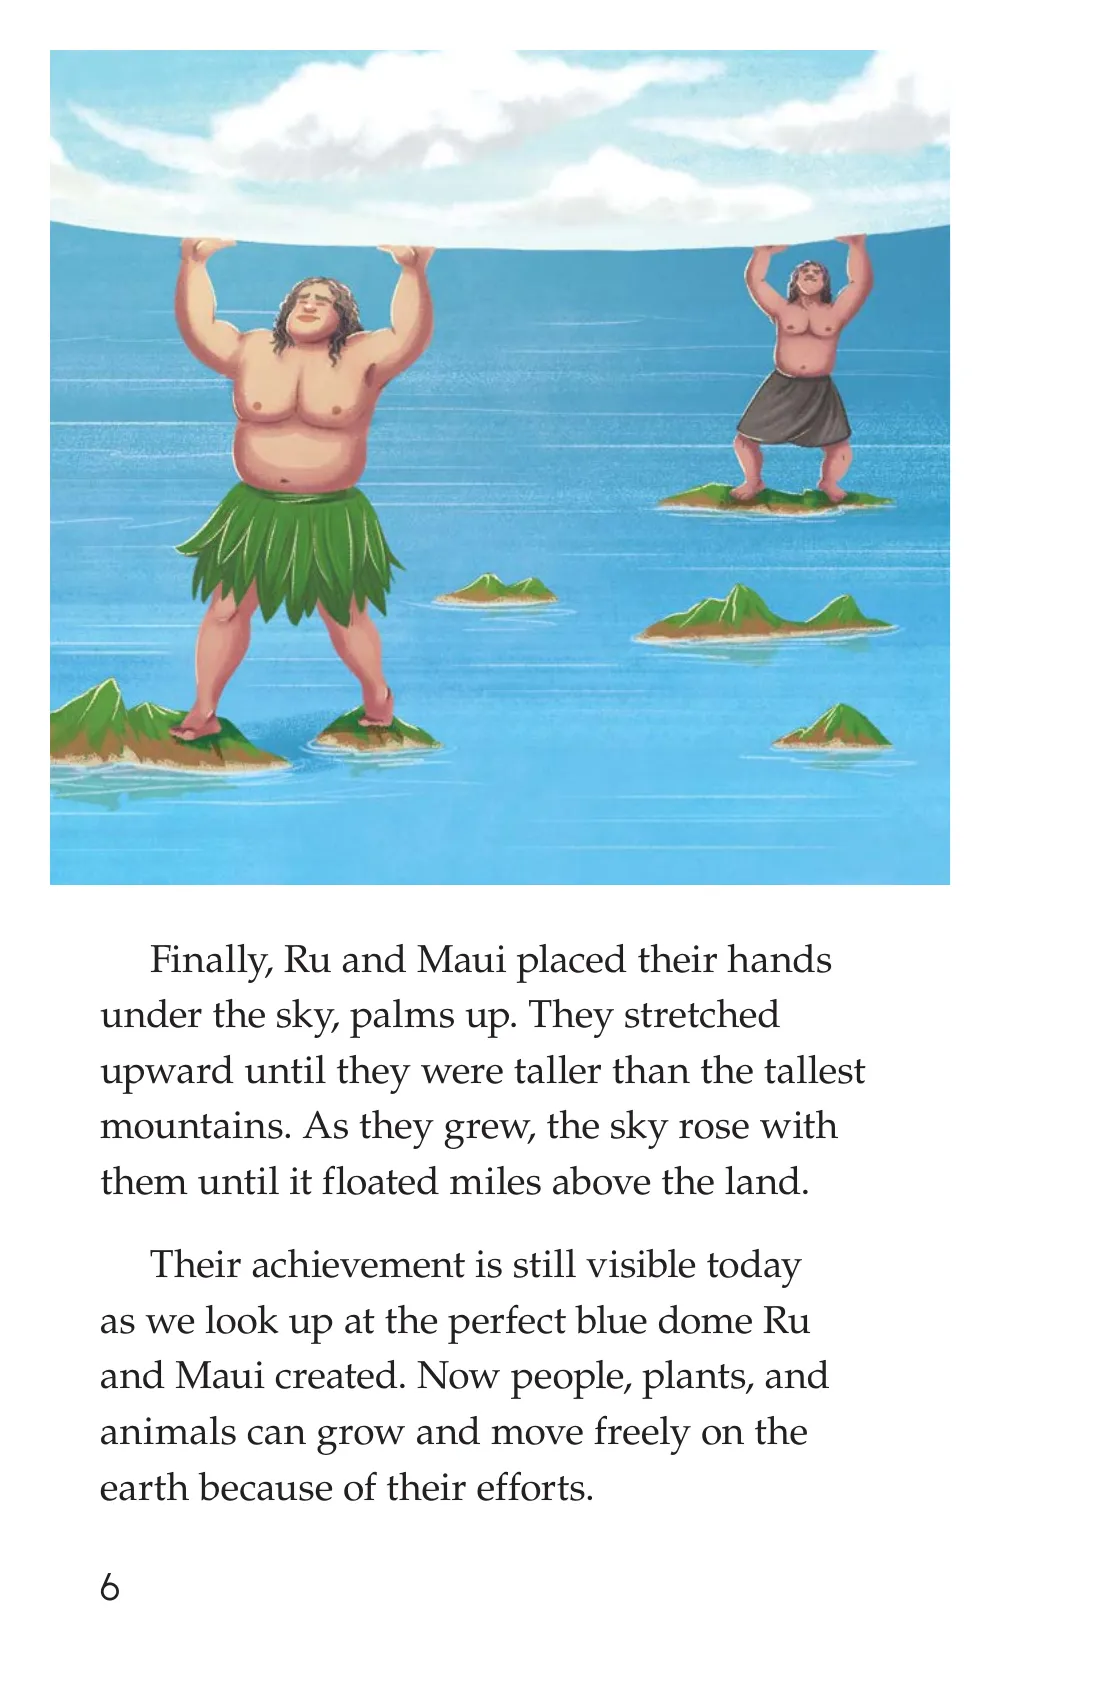 Finally, Ru and Maui placed their hands
under the sky, palms up. They stretched
upward until they were taller than the tallest
mountains. As they grew, the sky rose with
them until it floated miles above the land.
Their achievement is still visible today
as we look up at the perfect blue dome Ru
and Maui created. Now people, plants, and
animals can grow and move freely on the
earth because of their efforts.
6